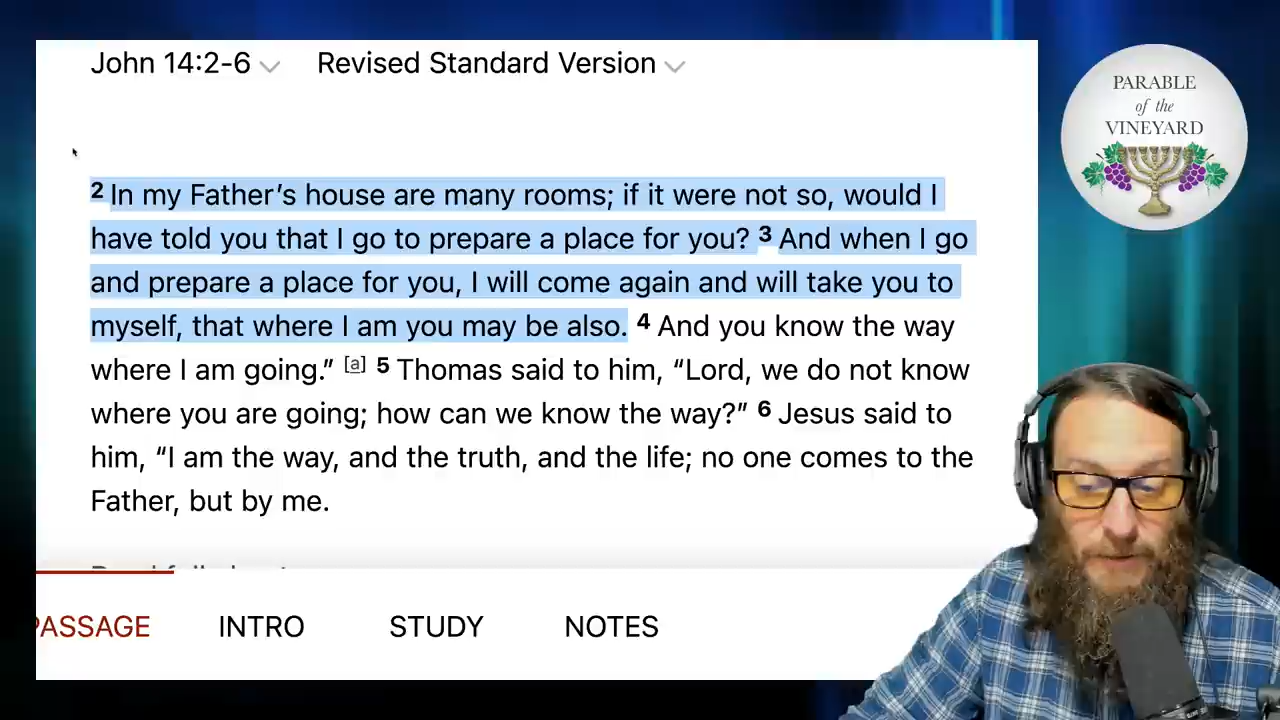 John 14:2-6 Revised Standard Version
PARABLE
of the
VINEYARD
2 In my Father’s house are many rooms; if it were not so, would I
have told you that I go to prepare a place for you? 3 And when I go
and prepare a place for you, I will come again and will take you to
myself, that where I am you may be also. 4 And you know the way
where I am going.” [a] 5 Thomas said to him, “Lord, we do not know
where you are going; how can we know the way?” 6 Jesus said to
him, “I am the way, and the truth, and the life; no one comes to the
Father, but by me.
PASSAGE INTRO STUDY NOTES